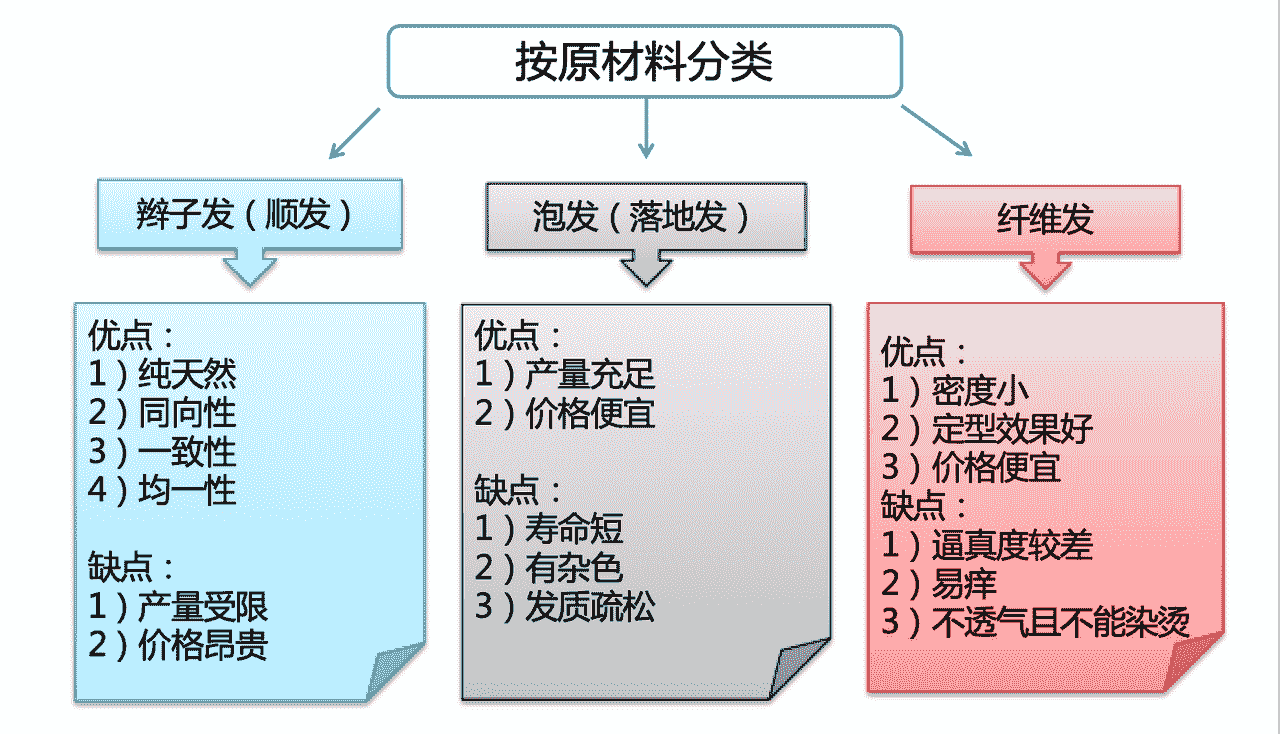 按原材料分类
辫子发（顺发）
优点：
1）纯天然
2）同向性
3）一致性
4）均一性
缺点：
1）产量受限
2）价格昂贵
泡发（落地发）
优点：
1）产量充足
2）价格便宜
缺点：
1）寿命短
2）有杂色
3）发质疏松
纤维发
优点：
1）密度小
2）定型效果好
3）价格便宜
缺点：
1）逼真度较差
2）易痒
3）不透气且不能染烫